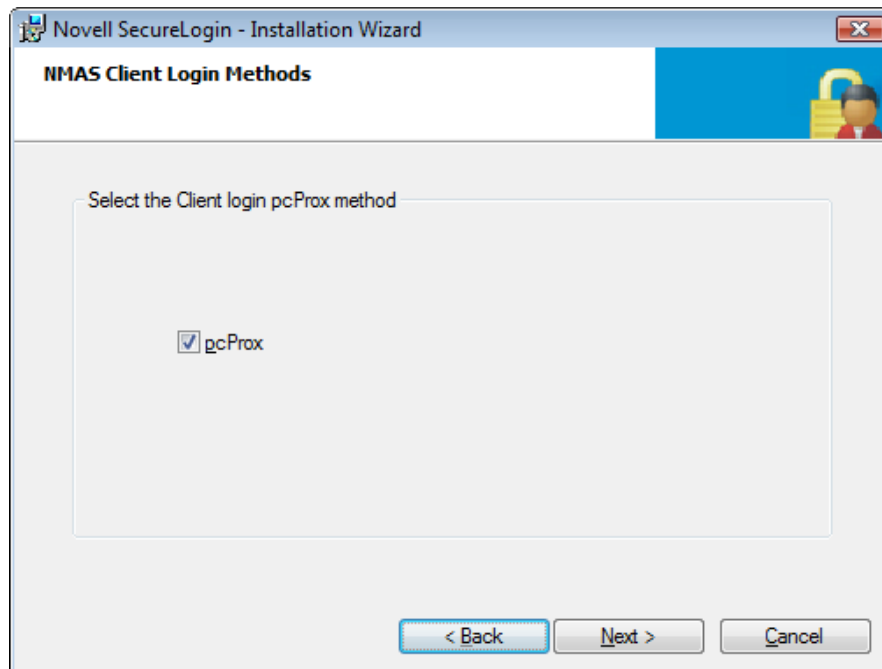 Novell SecureLogin - Installation Wizard
NMAS Client Login Methods
Select the Client login pcProx method
pcProx
< Back
Next >
Cancel